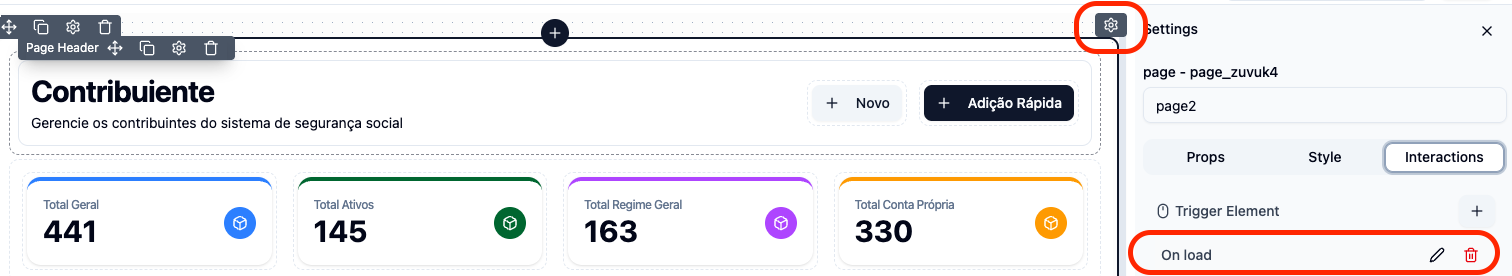 Page Header
Settings
page - page_zuvuk4
page2
Contribuiente
Novo
Adição Rápida
Gerencie os contribuintes do sistema de segurança social
Props Style Interactions
Total Geral
441
Total Ativos
145
Total Regime Geral
163
Total Conta Própria
330
Trigger Element
On load